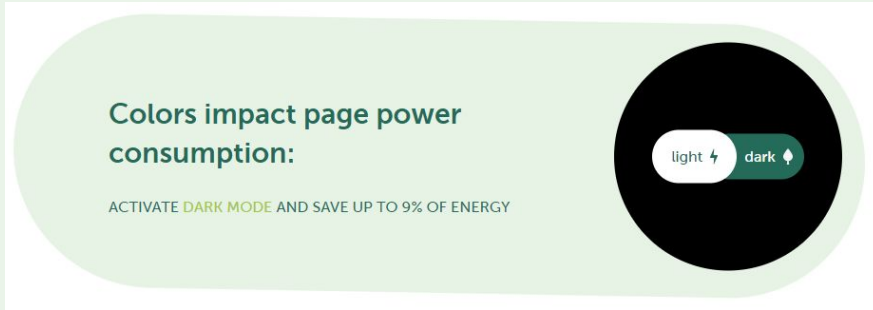 Colors impact page power
consumption:
ACTIVATE DARK MODE AND SAVE UP TO 9% OF ENERGY
light dark